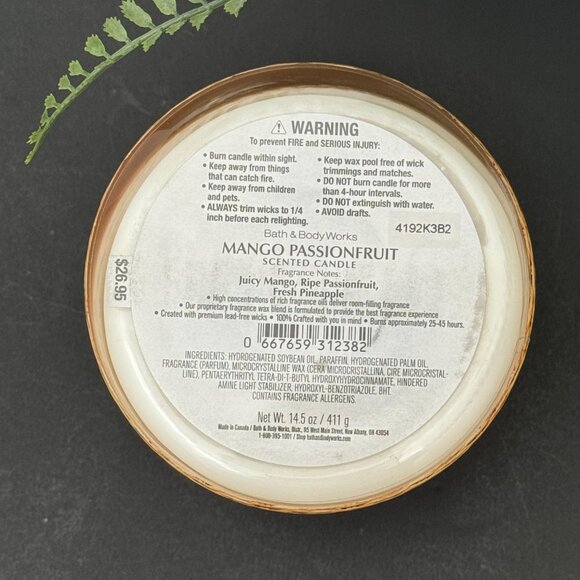 ⚠ WARNING
To prevent FIRE and SERIOUS INJURY:
• Burn candle within sight.
• Keep away from things
that can catch fire.
• Keep away from children
and pets.
• ALWAYS trim wicks to 1/4
inch before each relighting.
• Keep wax pool free of wick
trimmings and matches.
• DO NOT burn candle for more
than 4-hour intervals.
• DO NOT extinguish with water.
• AVOID drafts.
4192K3B2
Bath & Body Works
MANGO PASSIONFRUIT
SCENTED CANDLE
Fragrance Notes:
Juicy Mango, Ripe Passionfruit,
Fresh Pineapple
• High concentrations of rich fragrance oils deliver room-filling fragrance
• Our proprietary fragrance wax blend is formulated to provide the best fragrance experience
• Created with premium lead-free wicks • 100% Crafted with you in mind • Burns approximately 25-45 hours.
$26.95
0 667659 312382
INGREDIENTS: HYDROGENATED SOYBEAN OIL, PARAFFIN, HYDROGENATED PALM OIL,
FRAGRANCE (PARFUM), MICROCRYSTALLINE WAX (CERA MICROCRISTALLINA, CIRE MICROCRISTAL-
LINE), PENTAERYTHRITYL TETRA-DI-T-BUTYL HYDROXYHYDROCINNAMATE, HINDERED
AMINE LIGHT STABILIZER, HYDROXYL-BENZOTRIAZOLE, BHT.
CONTAINS FRAGRANCE ALLERGENS.
Net Wt. 14.5 oz / 411 g
Made in Canada / Bath & Body Works, Distr., 95 West Main Street, New Albany, OH 43054
1-800-395-1001 / Shop bathandbodyworks.com